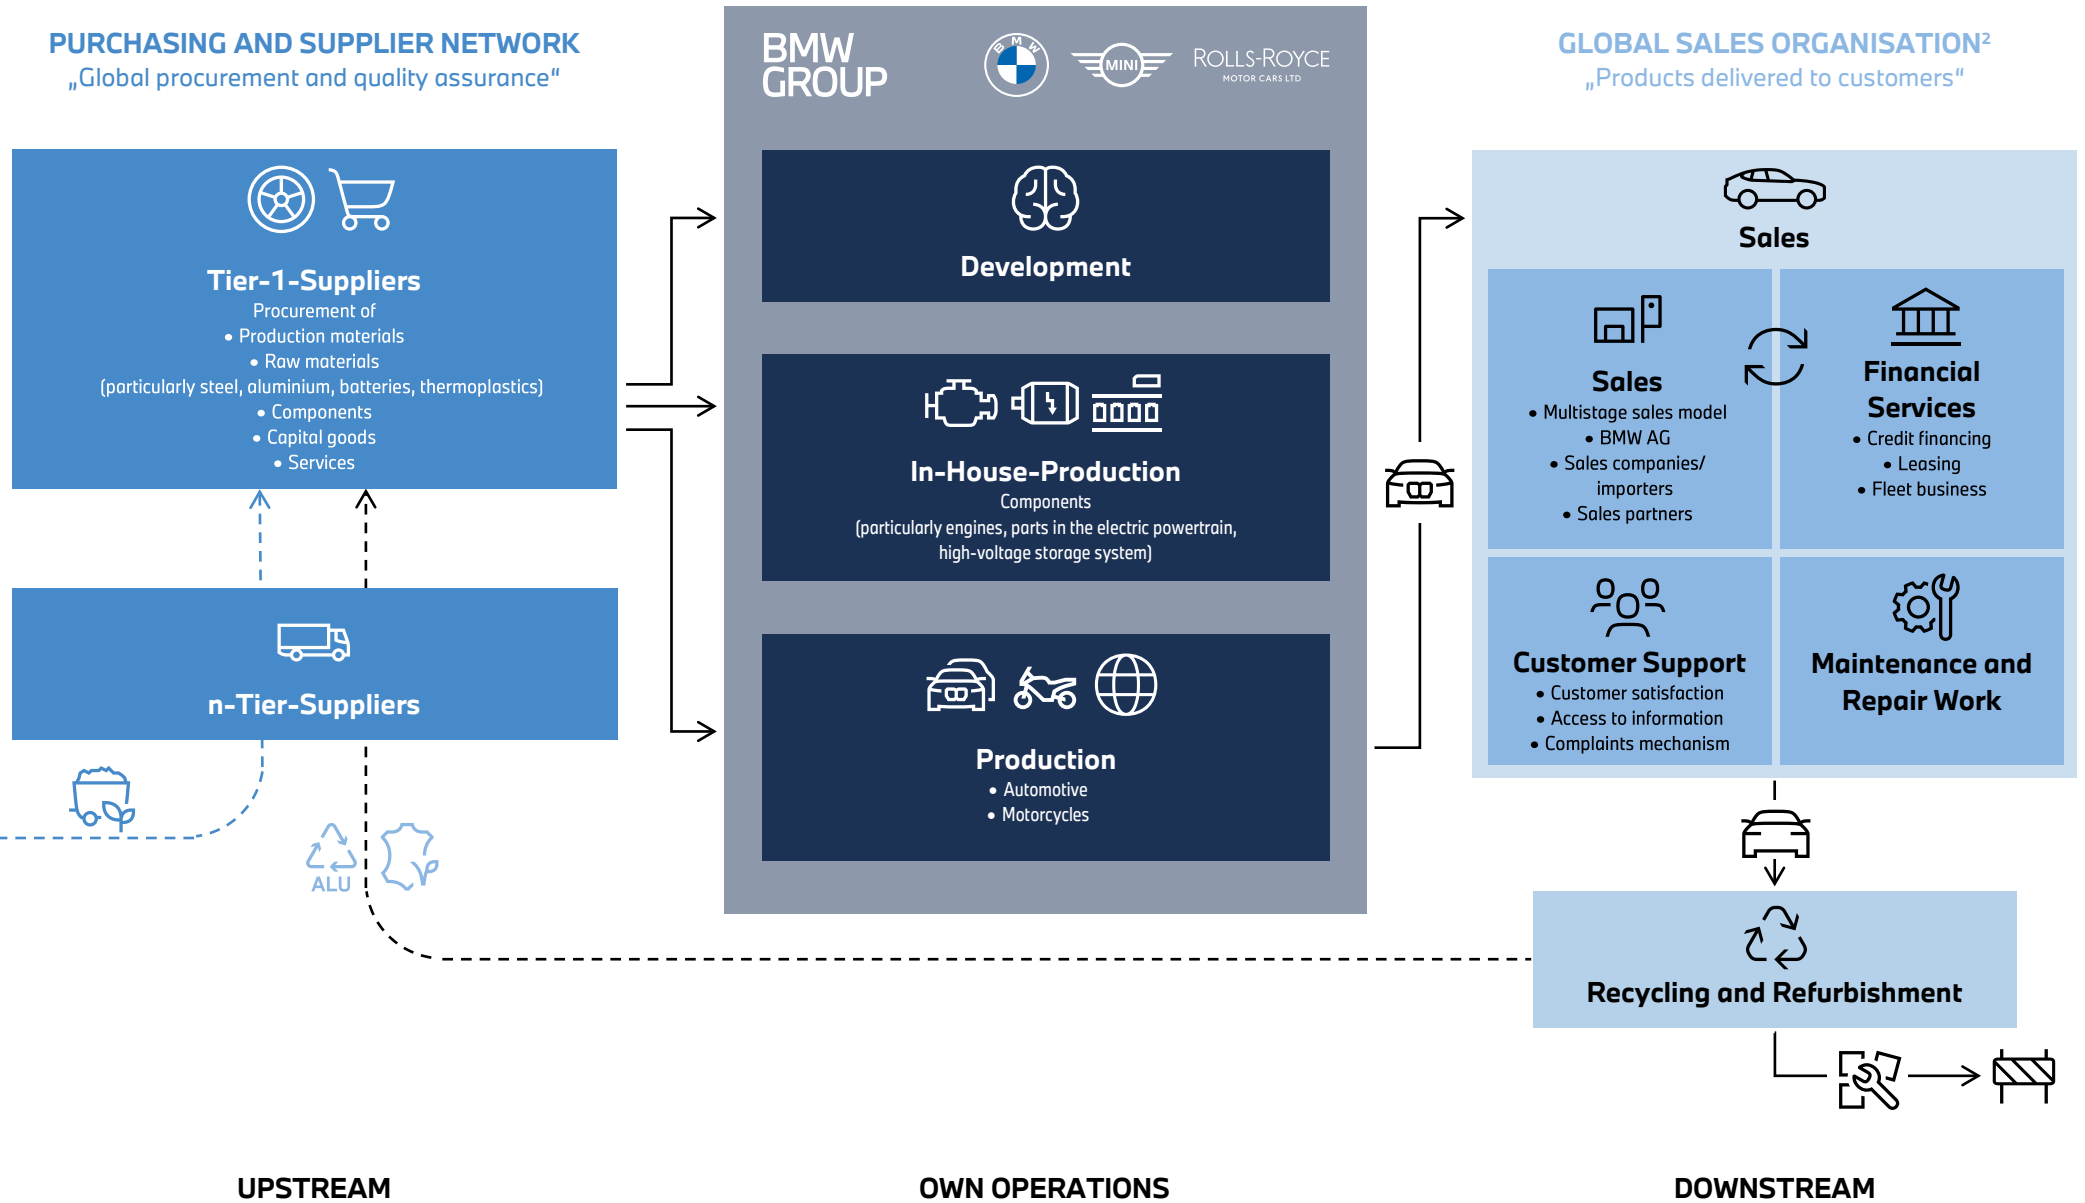 PURCHASING AND SUPPLIER NETWORK
„Global procurement and quality assurance“
Tier-1-Suppliers
Procurement of
• Production materials
• Raw materials
(particularly steel, aluminium, batteries, thermoplastics)
• Components
• Capital goods
• Services
n-Tier-Suppliers
ALU
UPSTREAM
BMW
GROUP
BMW
MINI
ROLLS-ROYCE
MOTOR CARS LTD
Development
In-House-Production
Components
(particularly engines, parts in the electric powertrain,
high-voltage storage system)
Production
• Automotive
• Motorcycles
OWN OPERATIONS
GLOBAL SALES ORGANISATION²
„Products delivered to customers“
Sales
Sales
• Multistage sales model
• BMW AG
• Sales companies/
importers
• Sales partners
Financial
Services
• Credit financing
• Leasing
• Fleet business
Customer Support
• Customer satisfaction
• Access to information
• Complaints mechanism
Maintenance and
Repair Work
Recycling and Refurbishment
DOWNSTREAM